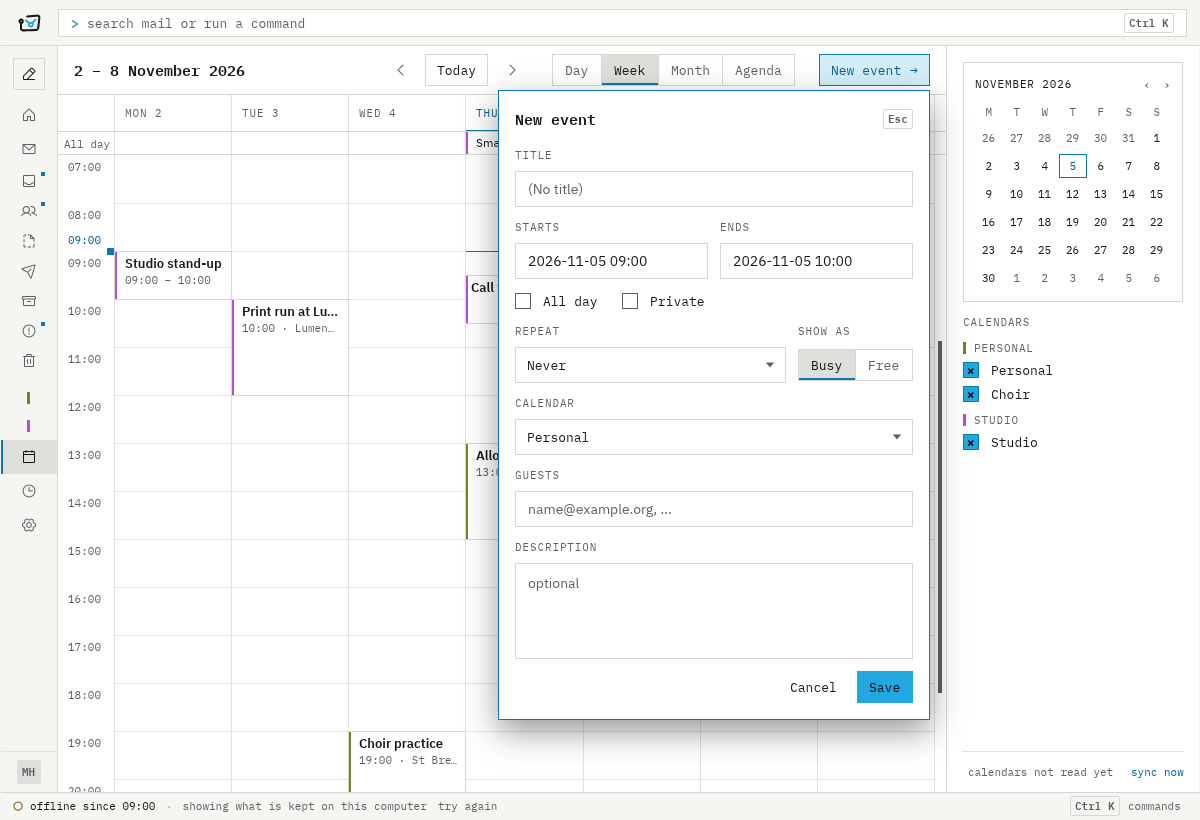 > search mail or run a command Ctrl K
2 – 8 November 2026 Today Day Week Month Agenda New event →
MON 2 TUE 3 WED 4 THU
All day Sma
07:00
08:00
09:00
09:00
10:00
11:00
12:00
13:00
14:00
15:00
16:00
17:00
18:00
19:00
20:00
Studio stand-up
09:00 – 10:00
Print run at Lu…
10:00 · Lumen…
Choir practice
19:00 · St Bre…
Call
Allo
13:0
New event Esc
TITLE
(No title)
STARTS ENDS
2026-11-05 09:00 2026-11-05 10:00
All day Private
REPEAT SHOW AS
Never Busy Free
CALENDAR
Personal
GUESTS
name@example.org, …
DESCRIPTION
optional
Cancel Save
NOVEMBER 2026 ‹ ›
M T W T F S S
26 27 28 29 30 31 1
2 3 4 5 6 7 8
9 10 11 12 13 14 15
16 17 18 19 20 21 22
23 24 25 26 27 28 29
30 1 2 3 4 5 6
CALENDARS
PERSONAL
Personal
Choir
STUDIO
Studio
calendars not read yet sync now
MH
offline since 09:00 · showing what is kept on this computer try again Ctrl K commands